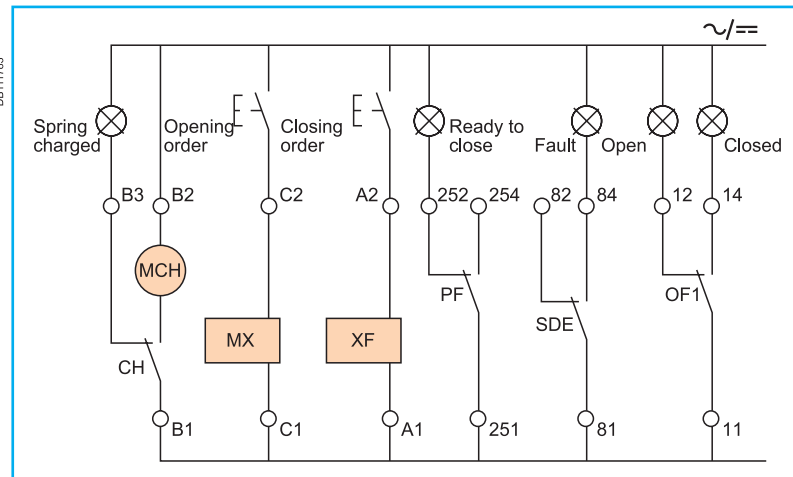 ~/==
Spring charged
Opening order
Closing order
Ready to close
Fault
Open
Closed
B3
B2
C2
A2
252
254
82
84
12
14
MCH
MX
XF
PF
SDE
OF1
CH
B1
C1
A1
251
81
11